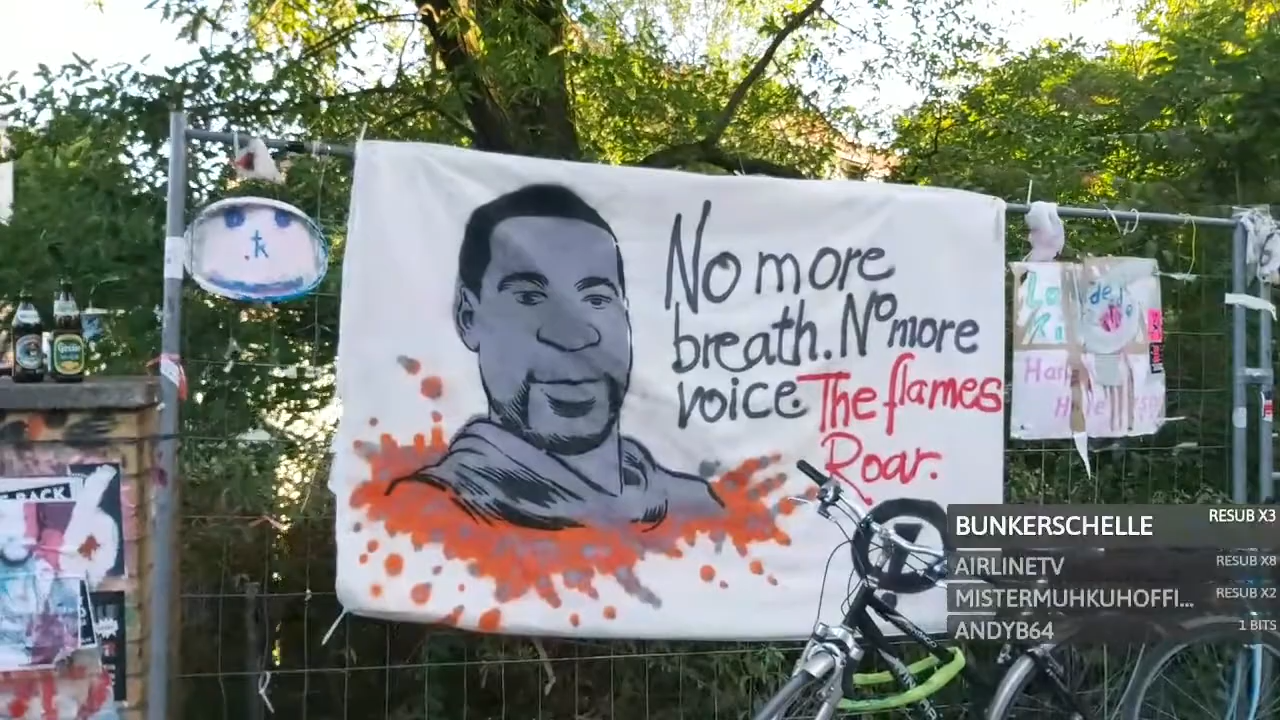 No more
breath. No more
voice. The flames
Roar.
.k
BACK
BUNKERSCHELLE
RESUB X3
AIRLINETV
RESUB X8
MISTERMUHKUHOFFI...
RESUB X2
ANDYB64
1 BITS